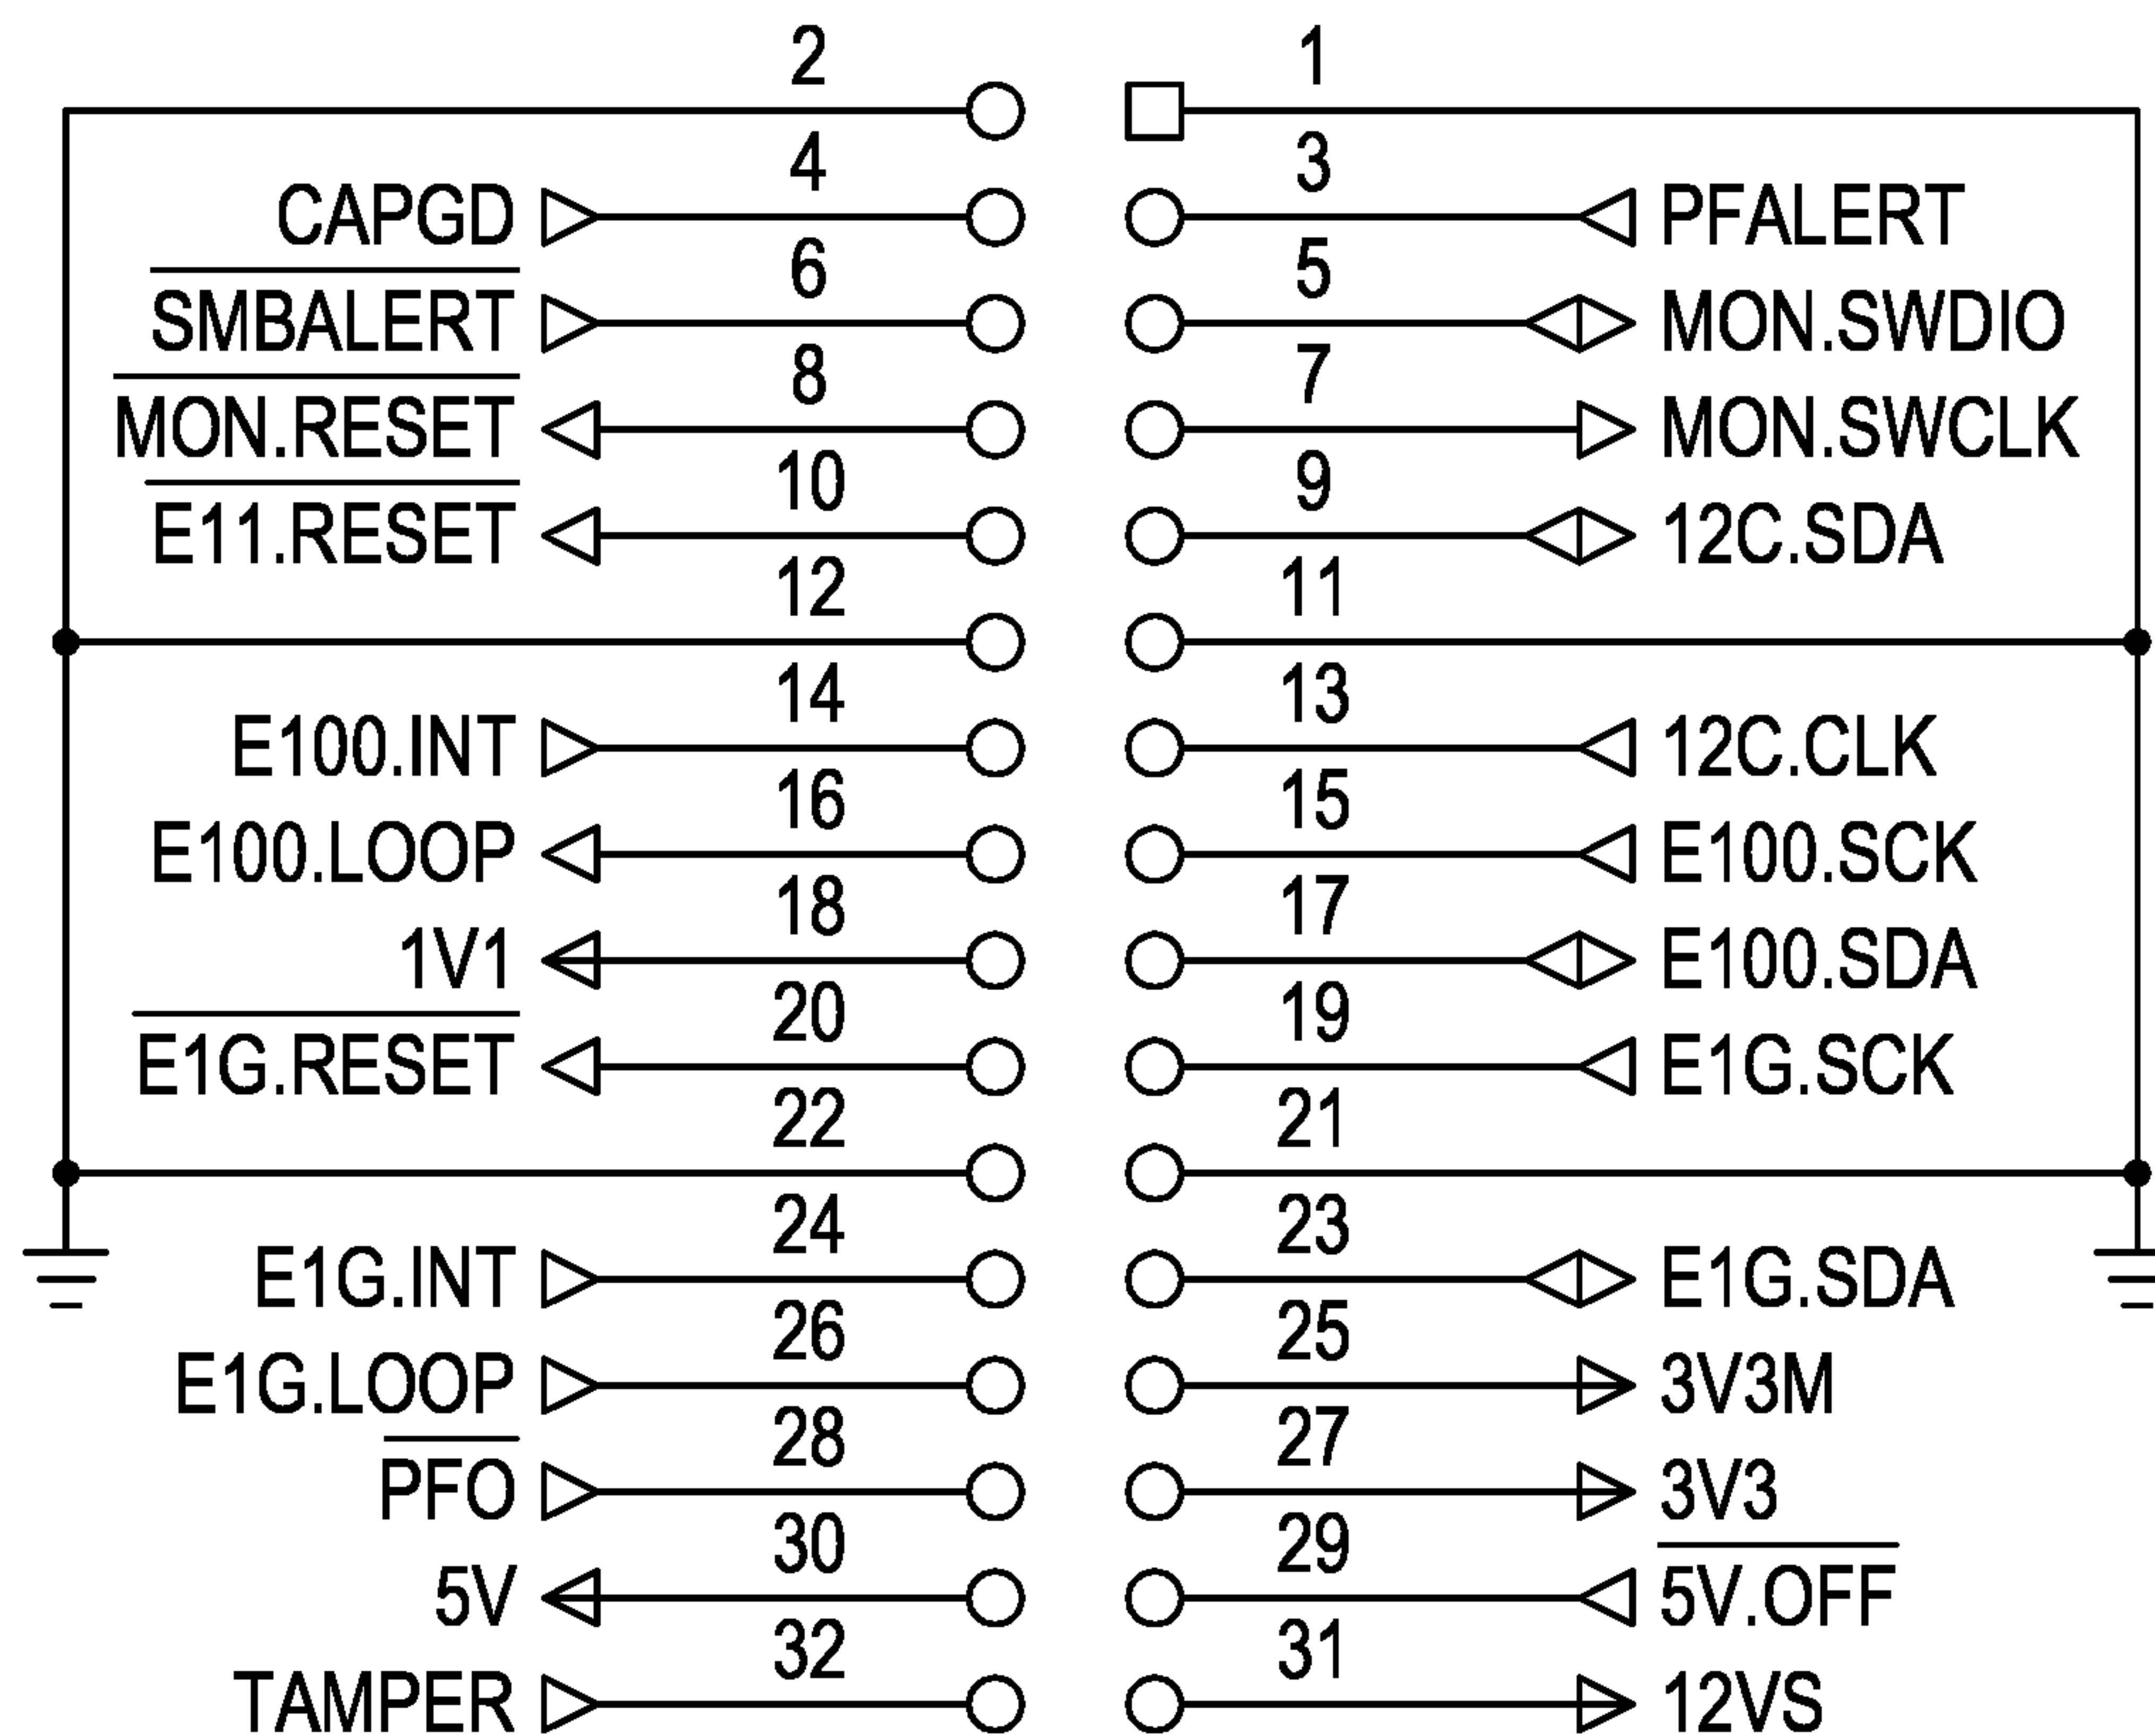 2 1
CAPGD 4 3 PFALERT
SMBALERT 6 5 MON.SWDIO
MON.RESET 8 7 MON.SWCLK
E11.RESET 10 9 12C.SDA
12 11
E100.INT 14 13 12C.CLK
E100.LOOP 16 15 E100.SCK
1V1 18 17 E100.SDA
E1G.RESET 20 19 E1G.SCK
22 21
E1G.INT 24 23 E1G.SDA
E1G.LOOP 26 25 3V3M
PFO 28 27 3V3
5V 30 29 5V.OFF
TAMPER 32 31 12VS